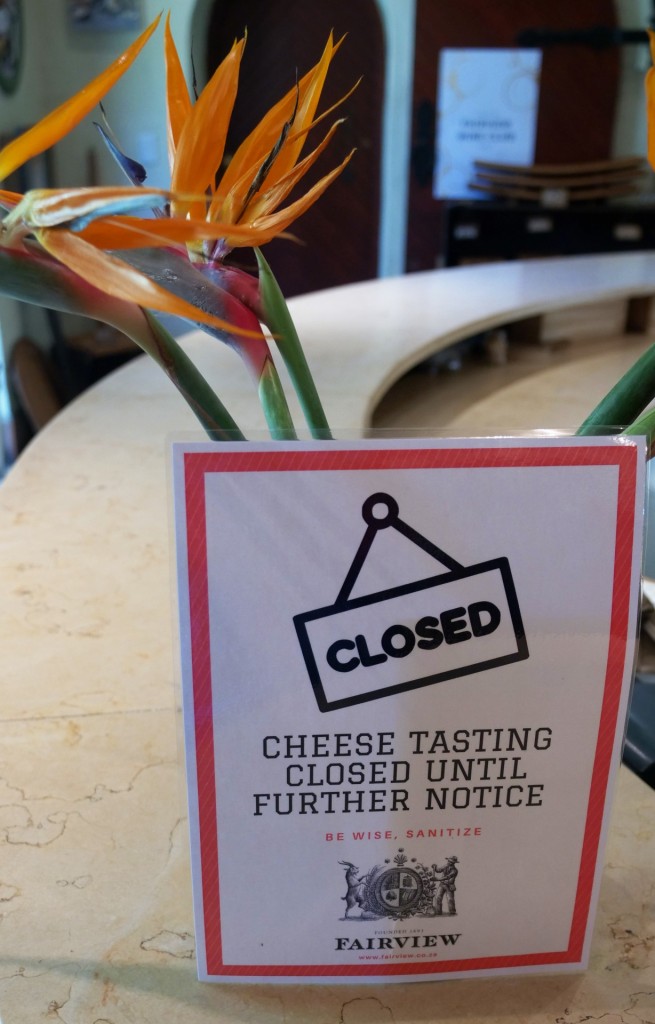 CLOSED
CHEESE TASTING
CLOSED UNTIL
FURTHER NOTICE
BE WISE, SANITIZE
FAIRVIEW
www.fairview.co.za